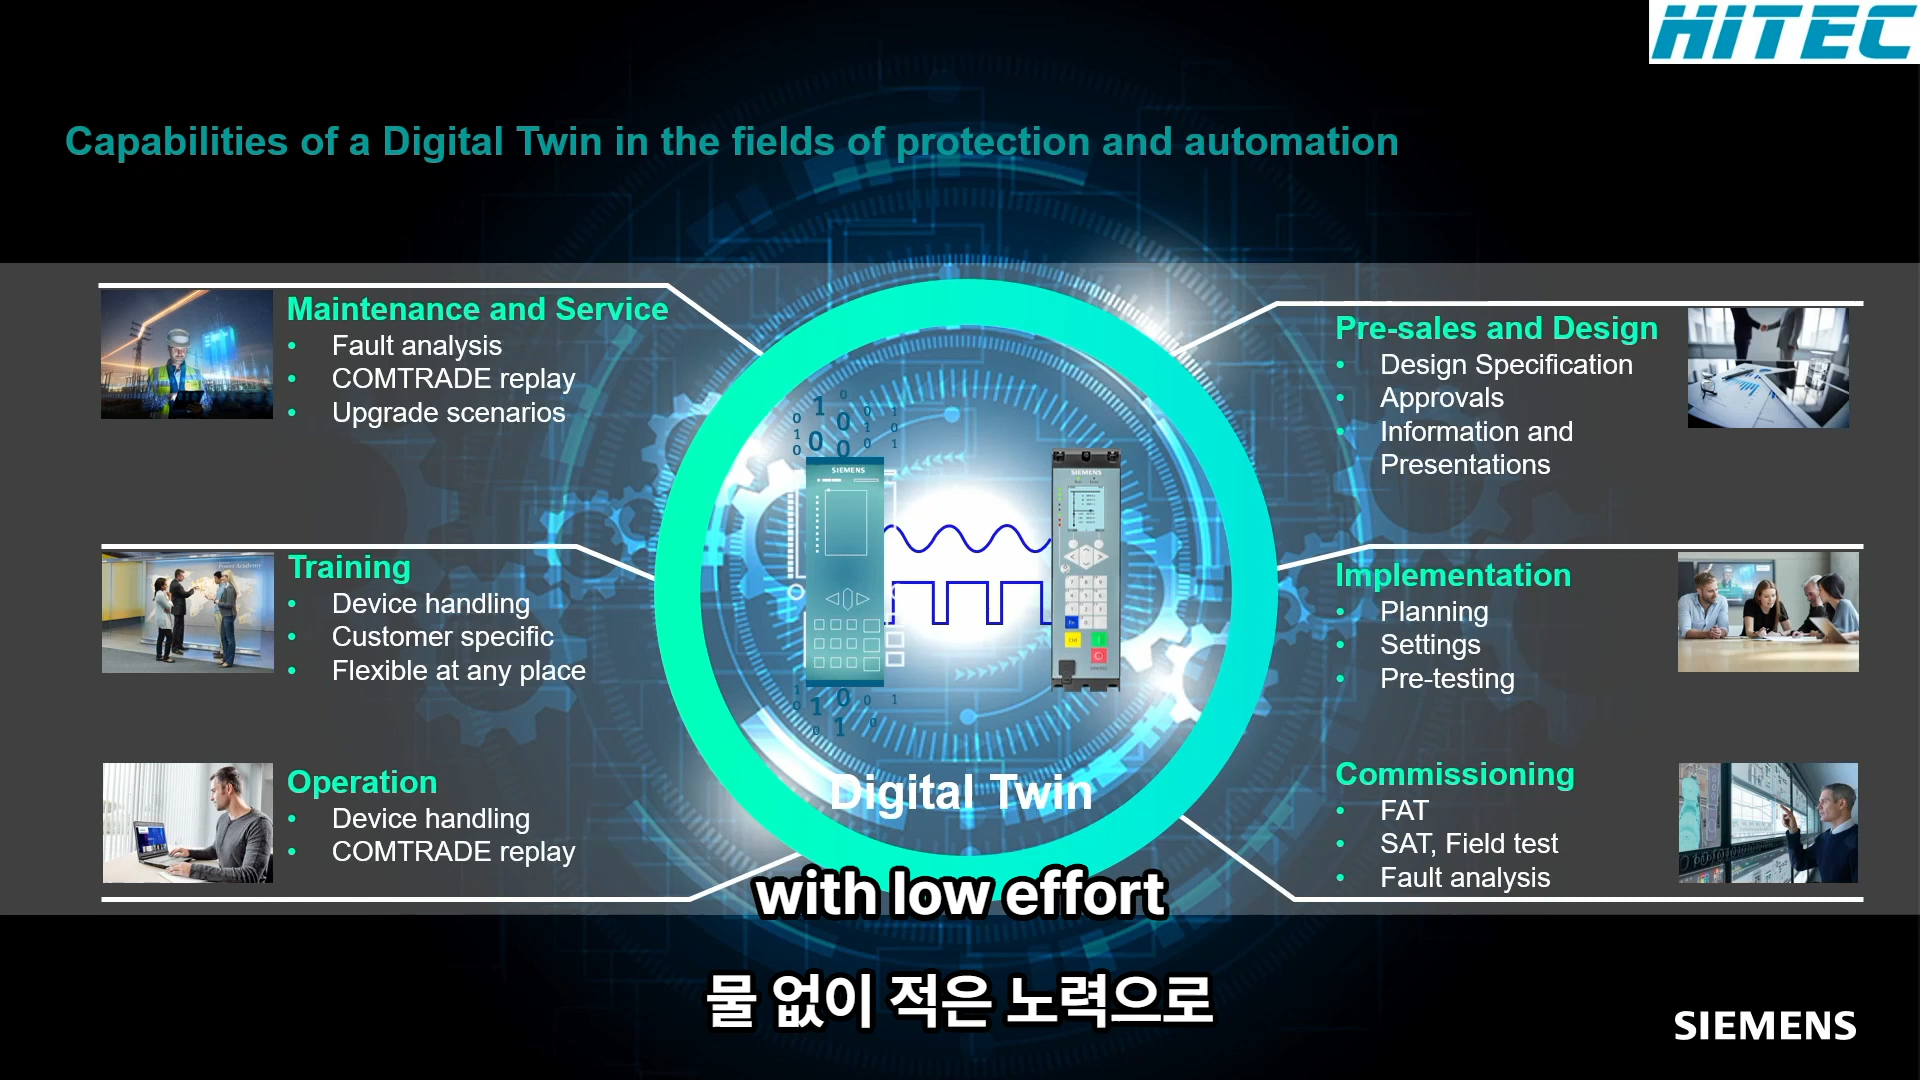 HITEC
Capabilities of a Digital Twin in the fields of protection and automation
Maintenance and Service
• Fault analysis
• COMTRADE replay
• Upgrade scenarios
Training
• Device handling
• Customer specific
• Flexible at any place
Operation
• Device handling
• COMTRADE replay
SIEMENS
SIEMENS
Digital Twin
Pre-sales and Design
• Design Specification
• Approvals
• Information and
Presentations
Implementation
• Planning
• Settings
• Pre-testing
Commissioning
• FAT
• SAT, Field test
• Fault analysis
with low effort
물 없이 적은 노력으로
SIEMENS